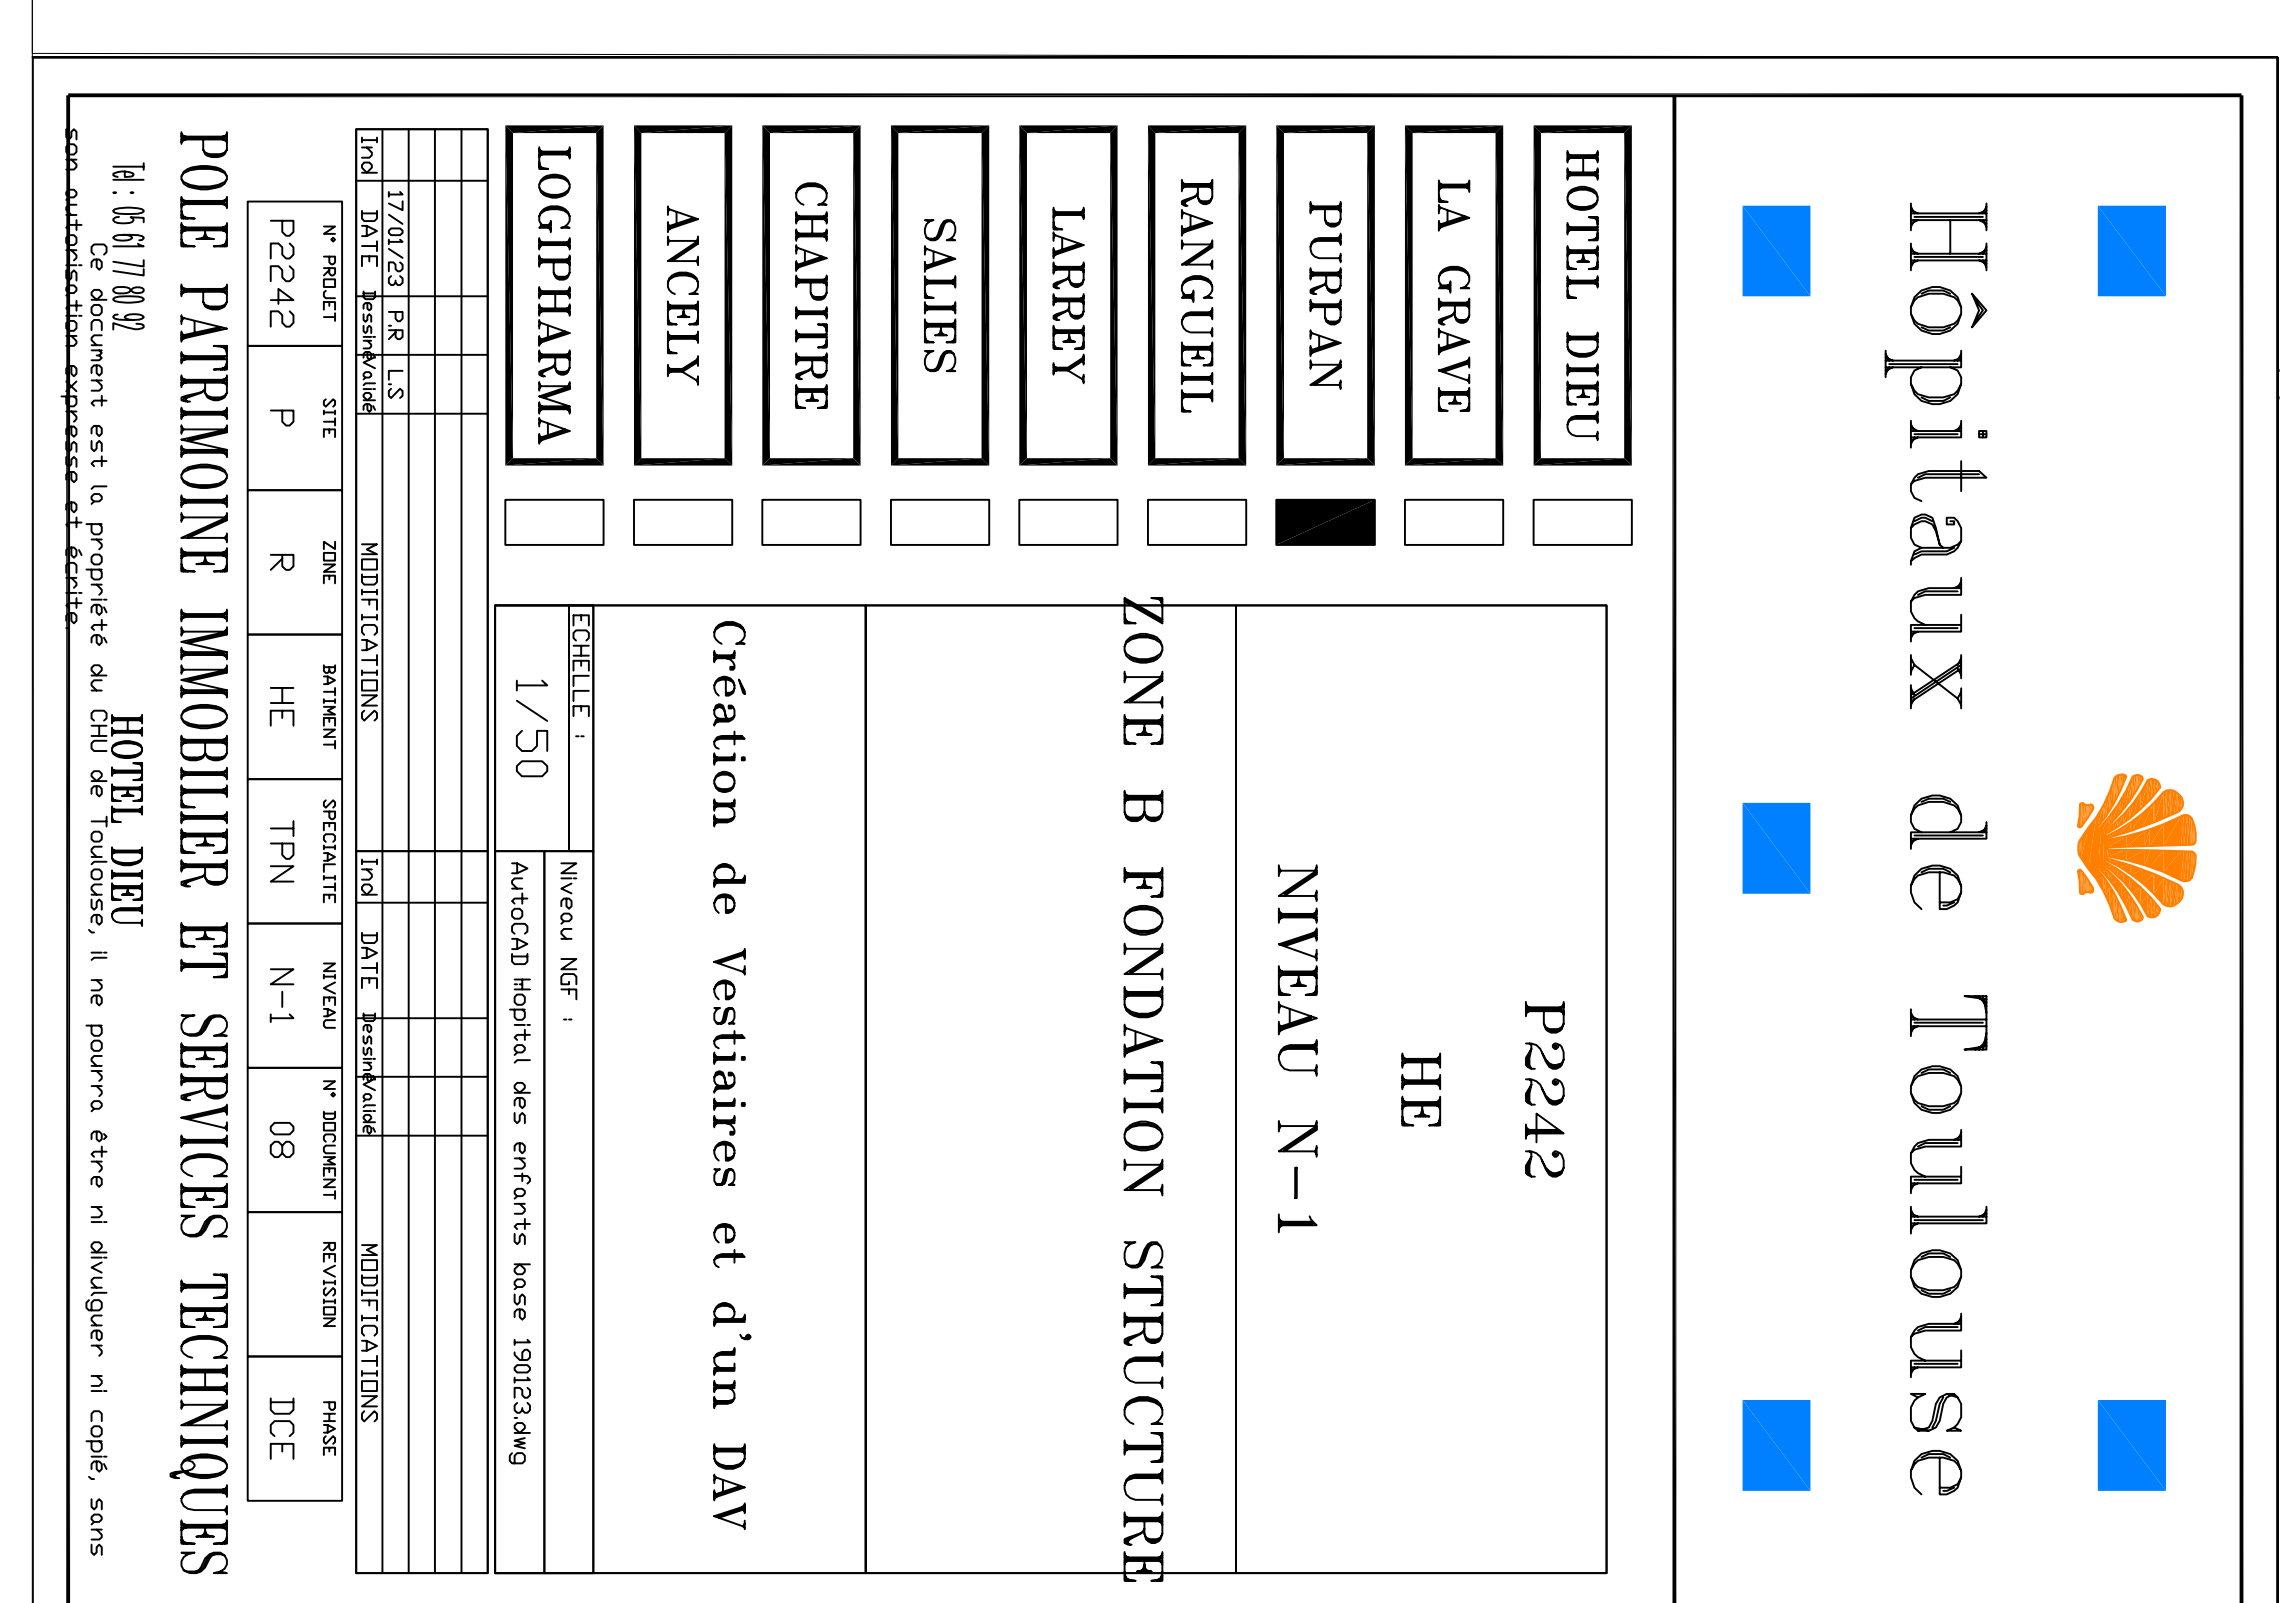 Hôpitaux de Toulouse
HOTEL DIEU
LA GRAVE
PURPAN
RANGUEIL
LARREY
SALIES
CHAPITRE
ANCELY
LOGIPHARMA
P2242
HE
NIVEAU N-1
ZONE B FONDATION STRUCTURE
Création de Vestiaires et d'un DAV
ECHELLE :
1/50
Niveau NGF :
AutoCAD Hopital des enfants base 190123.dwg
17/01/23 P.R L.S
Ind DATE Dessiné Validé MODIFICATIONS Ind DATE Dessiné Validé MODIFICATIONS
N° PROJET SITE ZONE BATIMENT SPECIALITE NIVEAU N° DOCUMENT REVISION PHASE
P2242 P R HE TPN N-1 08 DCE
POLE PATRIMOINE IMMOBILIER ET SERVICES TECHNIQUES
Tel : 05 61 77 80 92 HOTEL DIEU
Ce document est la propriété du CHU de Toulouse, il ne pourra être ni divulguer ni copié, sans
son autorisation expresse et écrite.